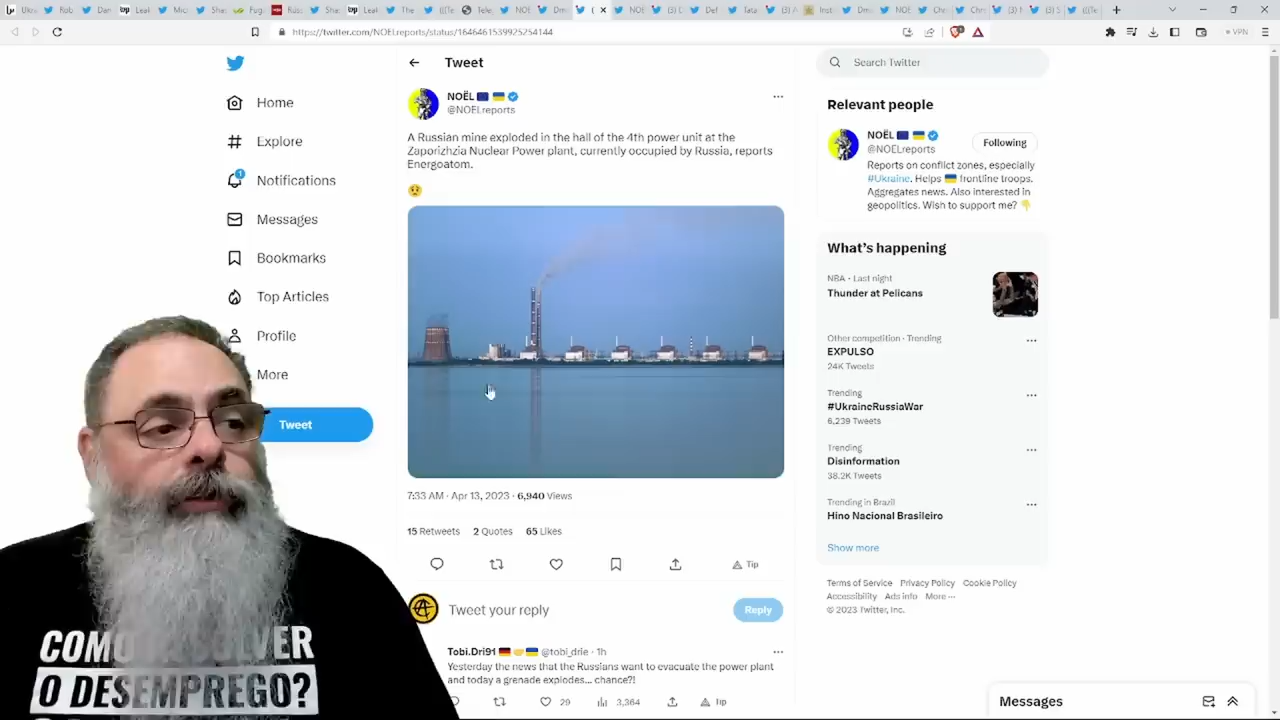 https://twitter.com/NOELreports/status/1646461539925254144
VPN
Home
Explore
1
Notifications
Messages
Bookmarks
Top Articles
Profile
More
Tweet
Tweet
NOËL
@NOELreports
A Russian mine exploded in the hall of the 4th power unit at the
Zaporizhzia Nuclear Power plant, currently occupied by Russia, reports
Energoatom.
7:33 AM · Apr 13, 2023 · 6,940 Views
15 Retweets 2 Quotes 65 Likes
Tip
Tweet your reply
Reply
Tobi.Dri91 @tobi_drie · 1h
Yesterday the news that the Russians want to evacuate the power plant
and today a grenade explodes... chance?!
29 3,364 Tip
Search Twitter
Relevant people
NOËL
@NOELreports
Following
Reports on conflict zones, especially
#Ukraine. Helps frontline troops.
Aggregates news. Also interested in
geopolitics. Wish to support me?
What's happening
NBA · Last night
Thunder at Pelicans
Other competition · Trending
EXPULSO
24K Tweets
Trending
#UkraineRussiaWar
6,239 Tweets
Trending
Disinformation
38.2K Tweets
Trending in Brazil
Hino Nacional Brasileiro
Show more
Terms of Service Privacy Policy Cookie Policy
Accessibility Ads info More ···
© 2023 Twitter, Inc.
Messages
O DESEMPREGO?